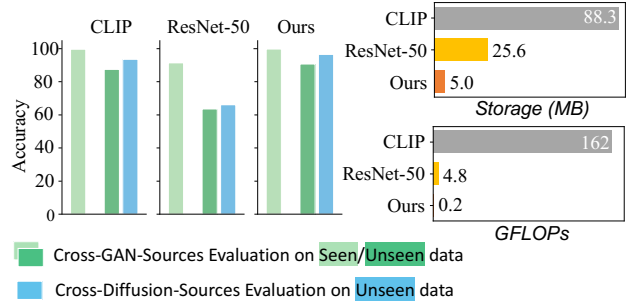 CLIP
ResNet-50
Ours
Accuracy
100
80
60
40
20
0
CLIP
88.3
ResNet-50
25.6
Ours
5.0
Storage (MB)
CLIP
162
ResNet-50
4.8
Ours
0.2
GFLOPs
Cross-GAN-Sources Evaluation on Seen/Unseen data
Cross-Diffusion-Sources Evaluation on Unseen data